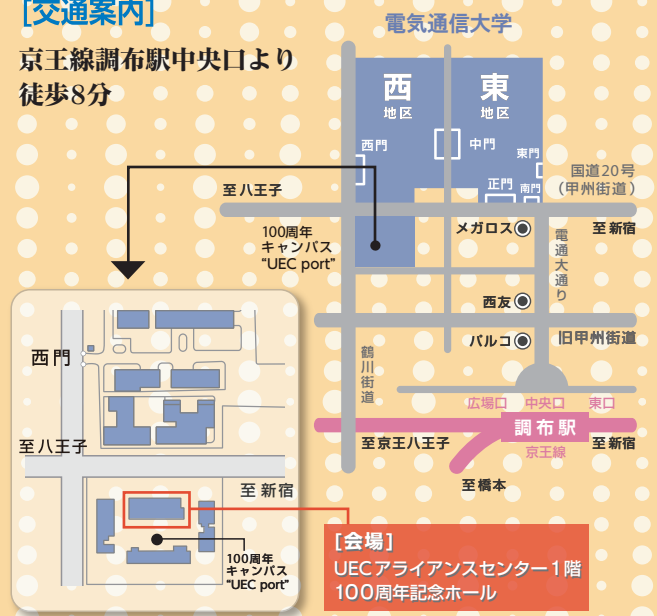 [交通案内]
京王線調布駅中央口より
徒歩8分
電気通信大学
西
地区
東
地区
西門
中門
東門
正門
南門
国道20号
（甲州街道）
至八王子
至新宿
100周年
キャンパス
“UEC port”
メガロス
電通大通り
西友
パルコ
旧甲州街道
鶴川街道
広場口
中央口
東口
調布駅
至京王八王子
京王線
至新宿
至橋本
西門
至八王子
至新宿
100周年
キャンパス
“UEC port”
[会場]
UECアライアンスセンター1階
100周年記念ホール